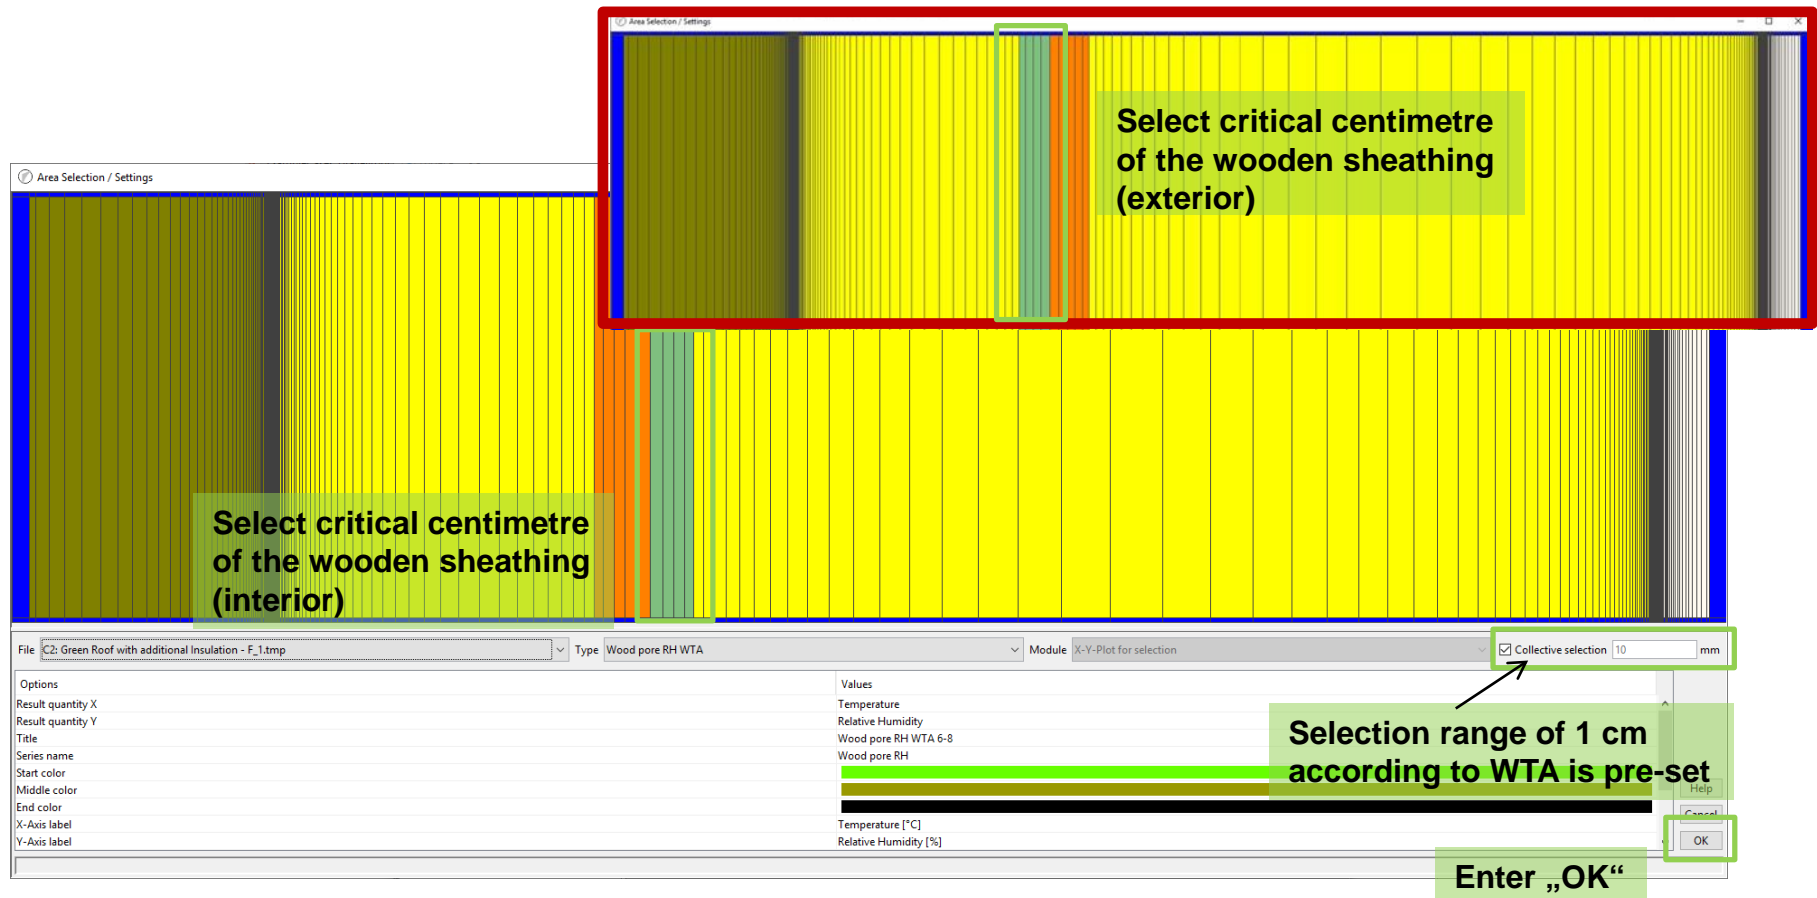 Area Selection / Settings
Select critical centimetre
of the wooden sheathing
(exterior)
Area Selection / Settings
Select critical centimetre
of the wooden sheathing
(interior)
File C2: Green Roof with additional Insulation - F_1.tmp Type Wood pore RH WTA Module X-Y-Plot for selection Collective selection 10 mm
Options Values
Result quantity X Temperature
Result quantity Y Relative Humidity
Title Wood pore RH WTA 6-8
Series name Wood pore RH
Start color
Middle color
End color
X-Axis label Temperature [°C]
Y-Axis label Relative Humidity [%]
Selection range of 1 cm
according to WTA is pre-set
Help
Cancel
OK
Enter „OK“